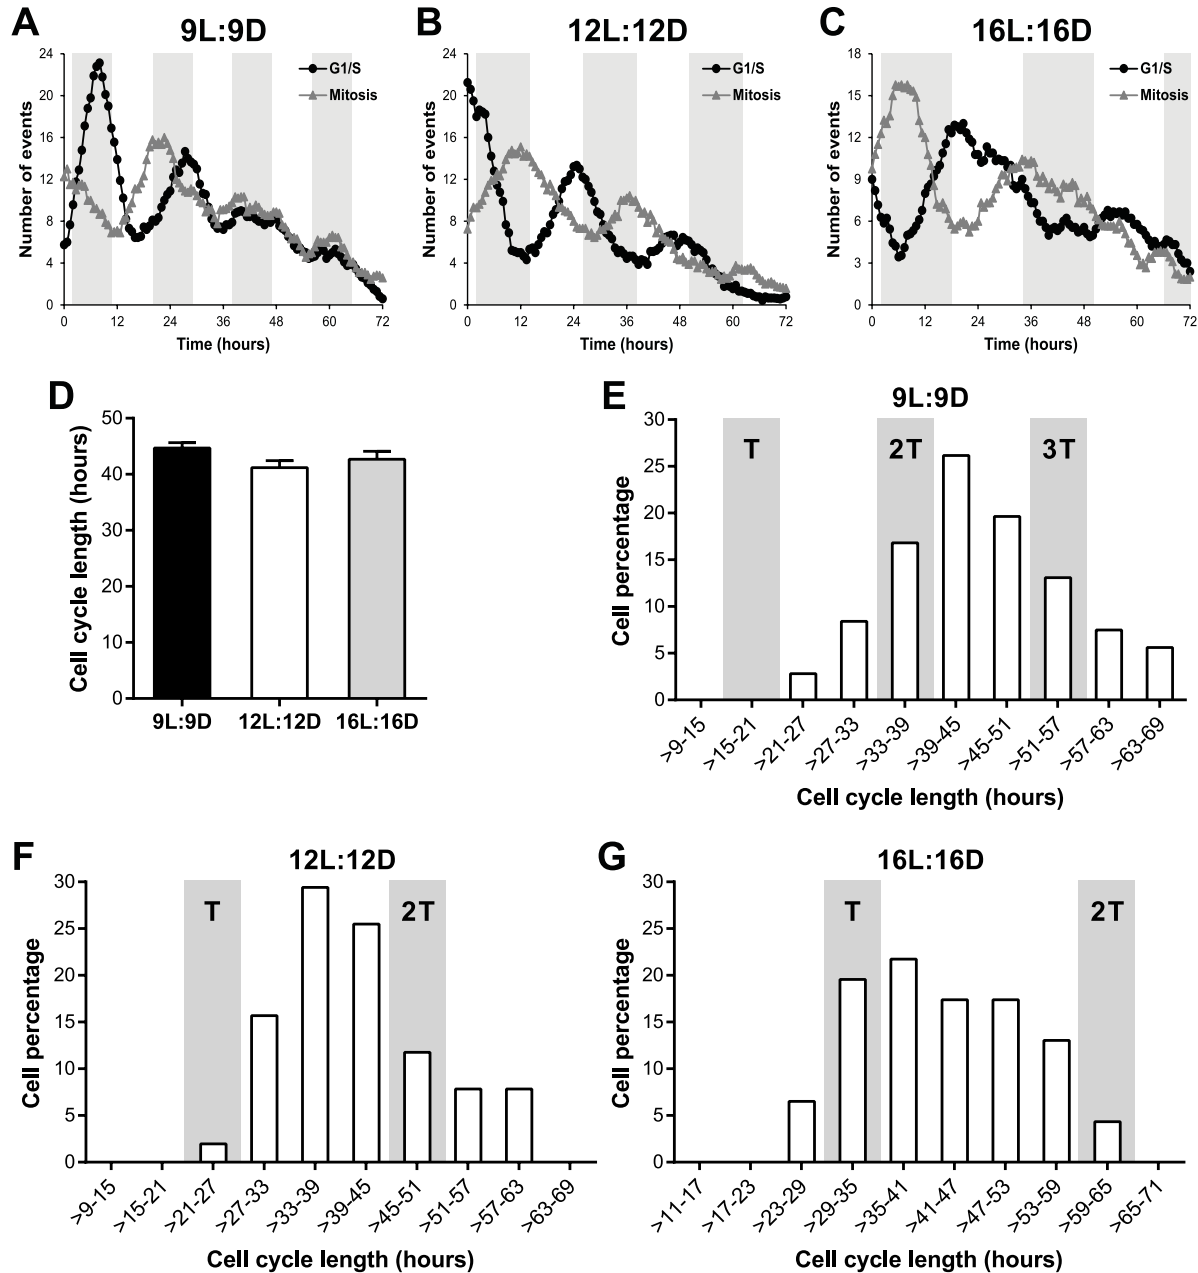 A 9L:9D
B 12L:12D
C 16L:16D
Number of events
24
20
16
12
8
4
0
0 12 24 36 48 60 72
Time (hours)
G1/S
Mitosis
Number of events
24
20
16
12
8
4
0
0 12 24 36 48 60 72
Time (hours)
G1/S
Mitosis
Number of events
18
15
12
9
6
3
0
0 12 24 36 48 60 72
Time (hours)
G1/S
Mitosis
D
Cell cycle length (hours)
50
40
30
20
10
0
9L:9D 12L:12D 16L:16D
E 9L:9D
Cell percentage
30
25
20
15
10
5
0
T 2T 3T
>9-15 >15-21 >21-27 >27-33 >33-39 >39-45 >45-51 >51-57 >57-63 >63-69
Cell cycle length (hours)
F 12L:12D
Cell percentage
30
25
20
15
10
5
0
T 2T
>9-15 >15-21 >21-27 >27-33 >33-39 >39-45 >45-51 >51-57 >57-63 >63-69
Cell cycle length (hours)
G 16L:16D
Cell percentage
30
25
20
15
10
5
0
T 2T
>11-17 >17-23 >23-29 >29-35 >35-41 >41-47 >47-53 >53-59 >59-65 >65-71
Cell cycle length (hours)